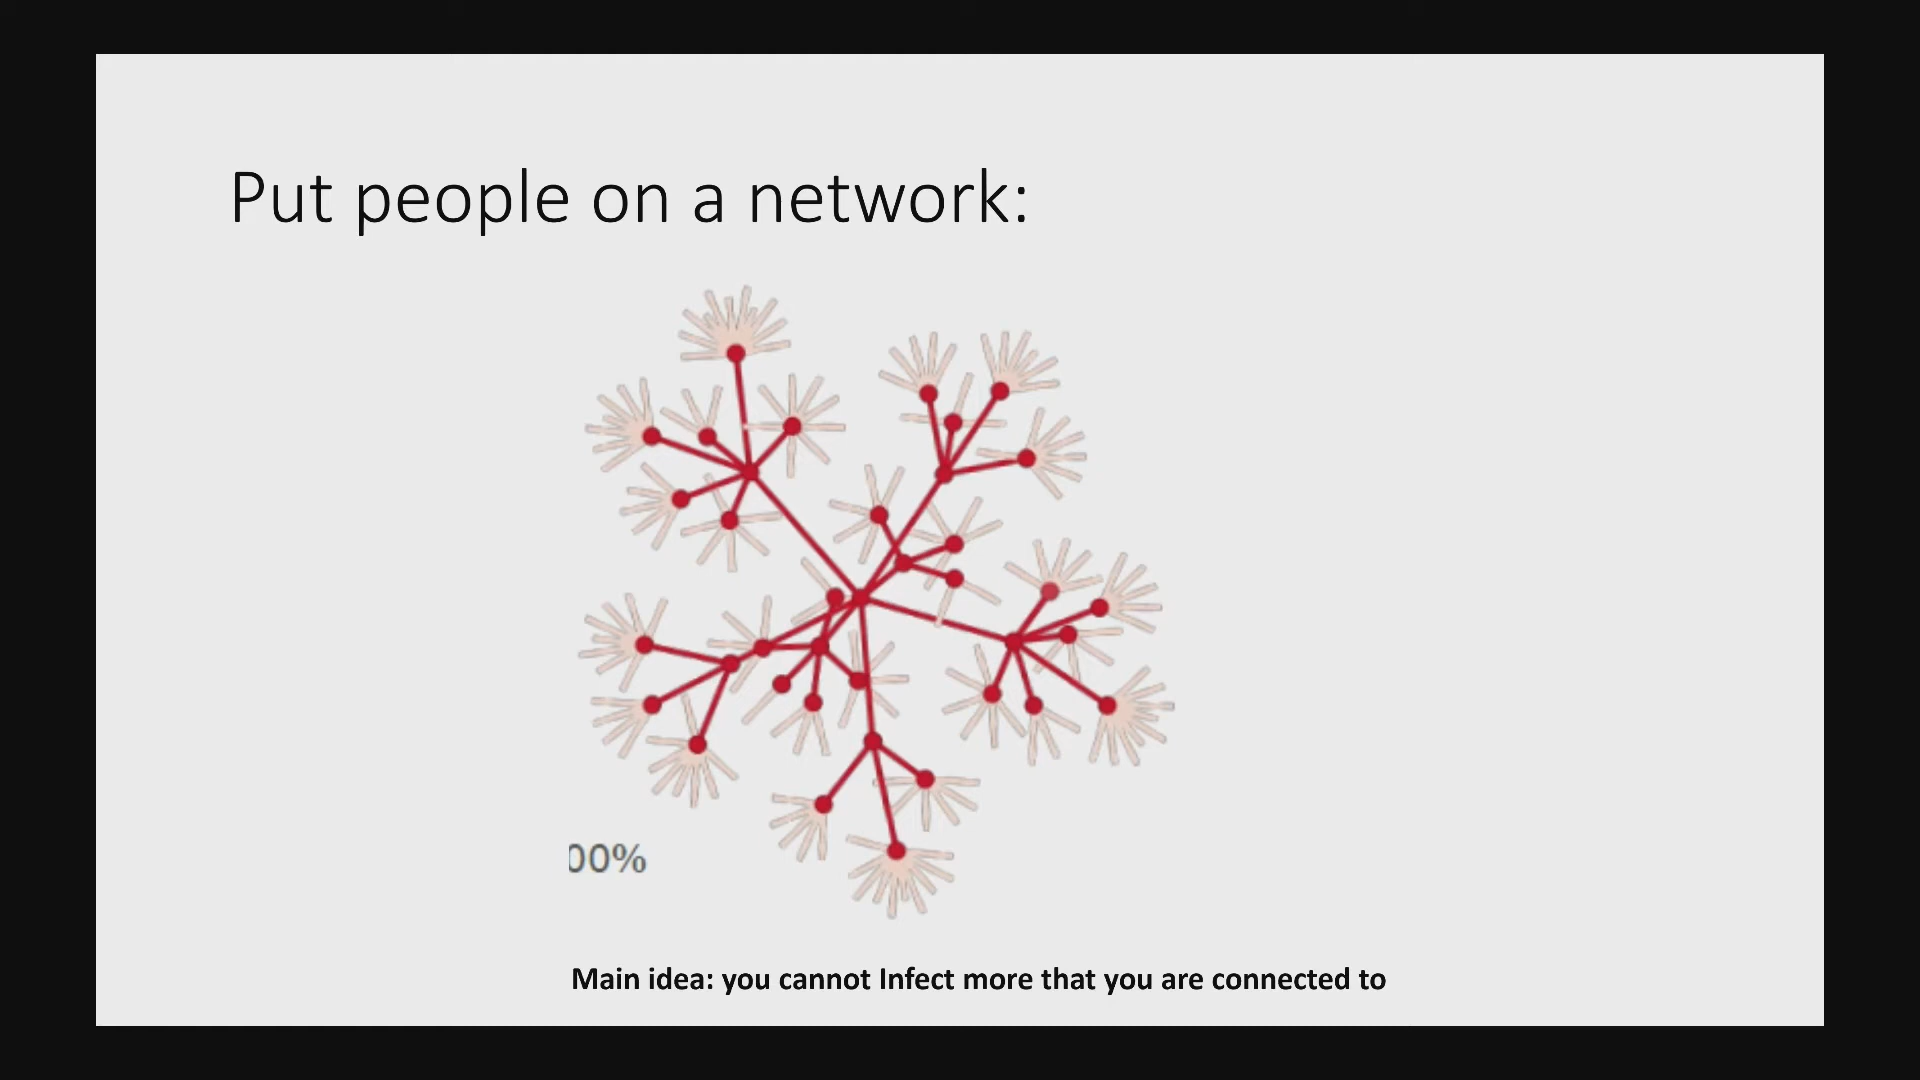 Put people on a network:
00%
Main idea: you cannot Infect more that you are connected to